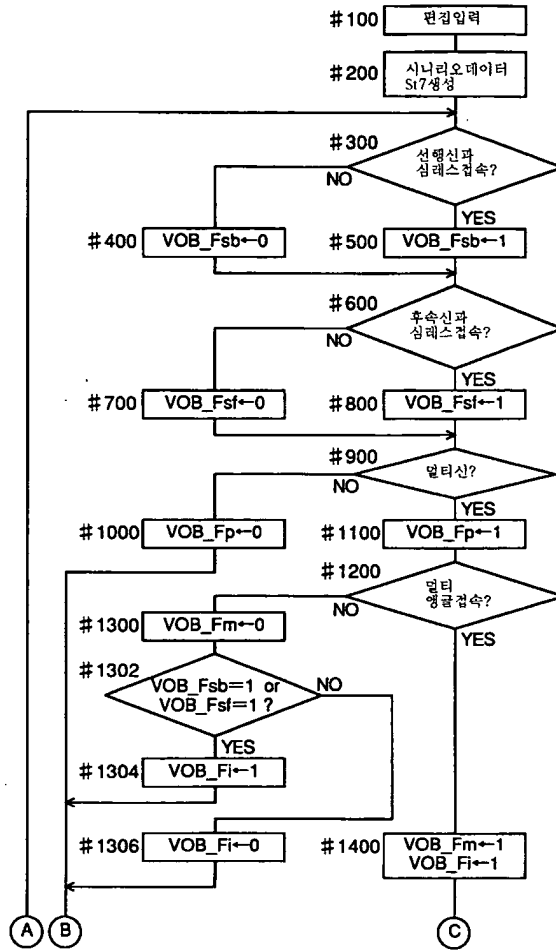 #100 편집입력
#200 시나리오데이터
St7생성
#300 선행신과
심레스접속?
NO
YES
#400 VOB_Fsb←0
#500 VOB_Fsb←1
#600 후속신과
심레스접속?
NO
YES
#700 VOB_Fsf←0
#800 VOB_Fsf←1
#900 멀티신?
NO
YES
#1000 VOB_Fp←0
#1100 VOB_Fp←1
#1200 멀티
앵글접속?
NO
YES
#1300 VOB_Fm←0
#1302 VOB_Fsb=1 or
VOB_Fsf=1 ?
NO
YES
#1304 VOB_Fi←1
#1306 VOB_Fi←0
#1400 VOB_Fm←1
VOB_Fi←1
A B C